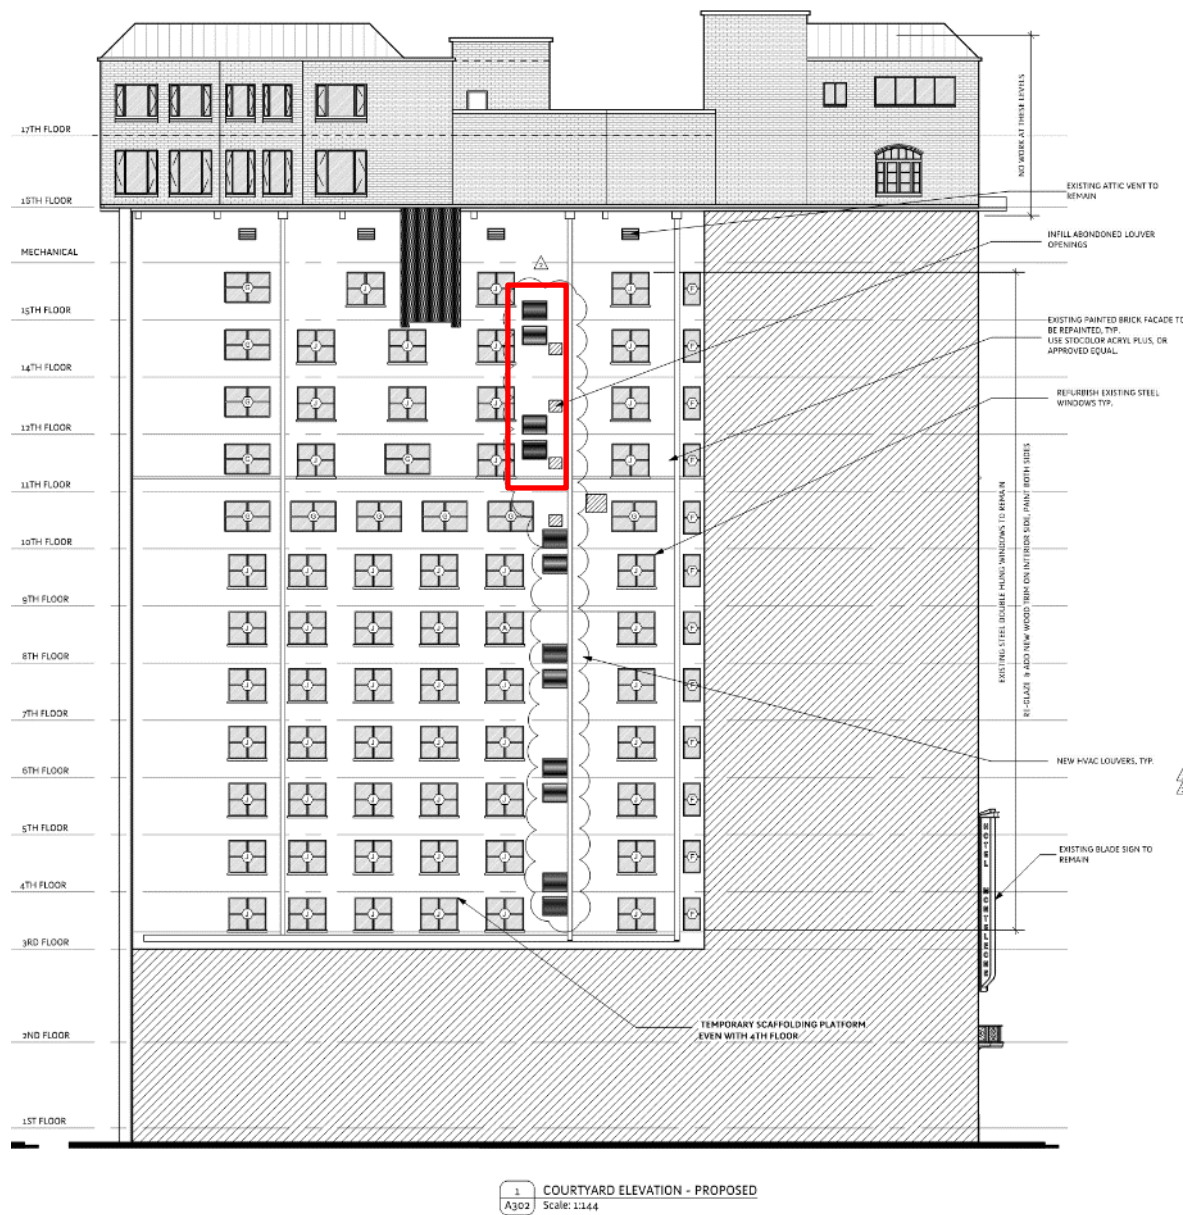 17TH FLOOR
16TH FLOOR
MECHANICAL
15TH FLOOR
14TH FLOOR
12TH FLOOR
11TH FLOOR
10TH FLOOR
9TH FLOOR
8TH FLOOR
7TH FLOOR
6TH FLOOR
5TH FLOOR
4TH FLOOR
3RD FLOOR
2ND FLOOR
1ST FLOOR
NO WORK AT THESE LEVELS
EXISTING ATTIC VENT TO
REMAIN
INFILL ABONDONED LOUVER
OPENINGS
EXISTING PAINTED BRICK FACADE TO
BE REPAINTED, TYP.
USE STOCOLOR ACRYL PLUS, OR
APPROVED EQUAL.
REFURBISH EXISTING STEEL
WINDOWS TYP.
EXISTING STEEL DOUBLE HUNG WINDOWS TO REMAIN
RE-GLAZE & ADD NEW WOOD TRIM ON INTERIOR SIDE, PAINT BOTH SIDES
NEW HVAC LOUVERS, TYP.
EXISTING BLADE SIGN TO
REMAIN
HOTEL MONTELEONE
TEMPORARY SCAFFOLDING PLATFORM
EVEN WITH 4TH FLOOR
G J J J F
G J J J J F
G J J J J F
G J G J J F
G G G G G G F
J J J J J J F
J J J J A J F
J J J J J J F
J J J J J J F
J J J J J J F
J J J J J J F
J J J J J J F
1
A302
COURTYARD ELEVATION - PROPOSED
Scale: 1:144